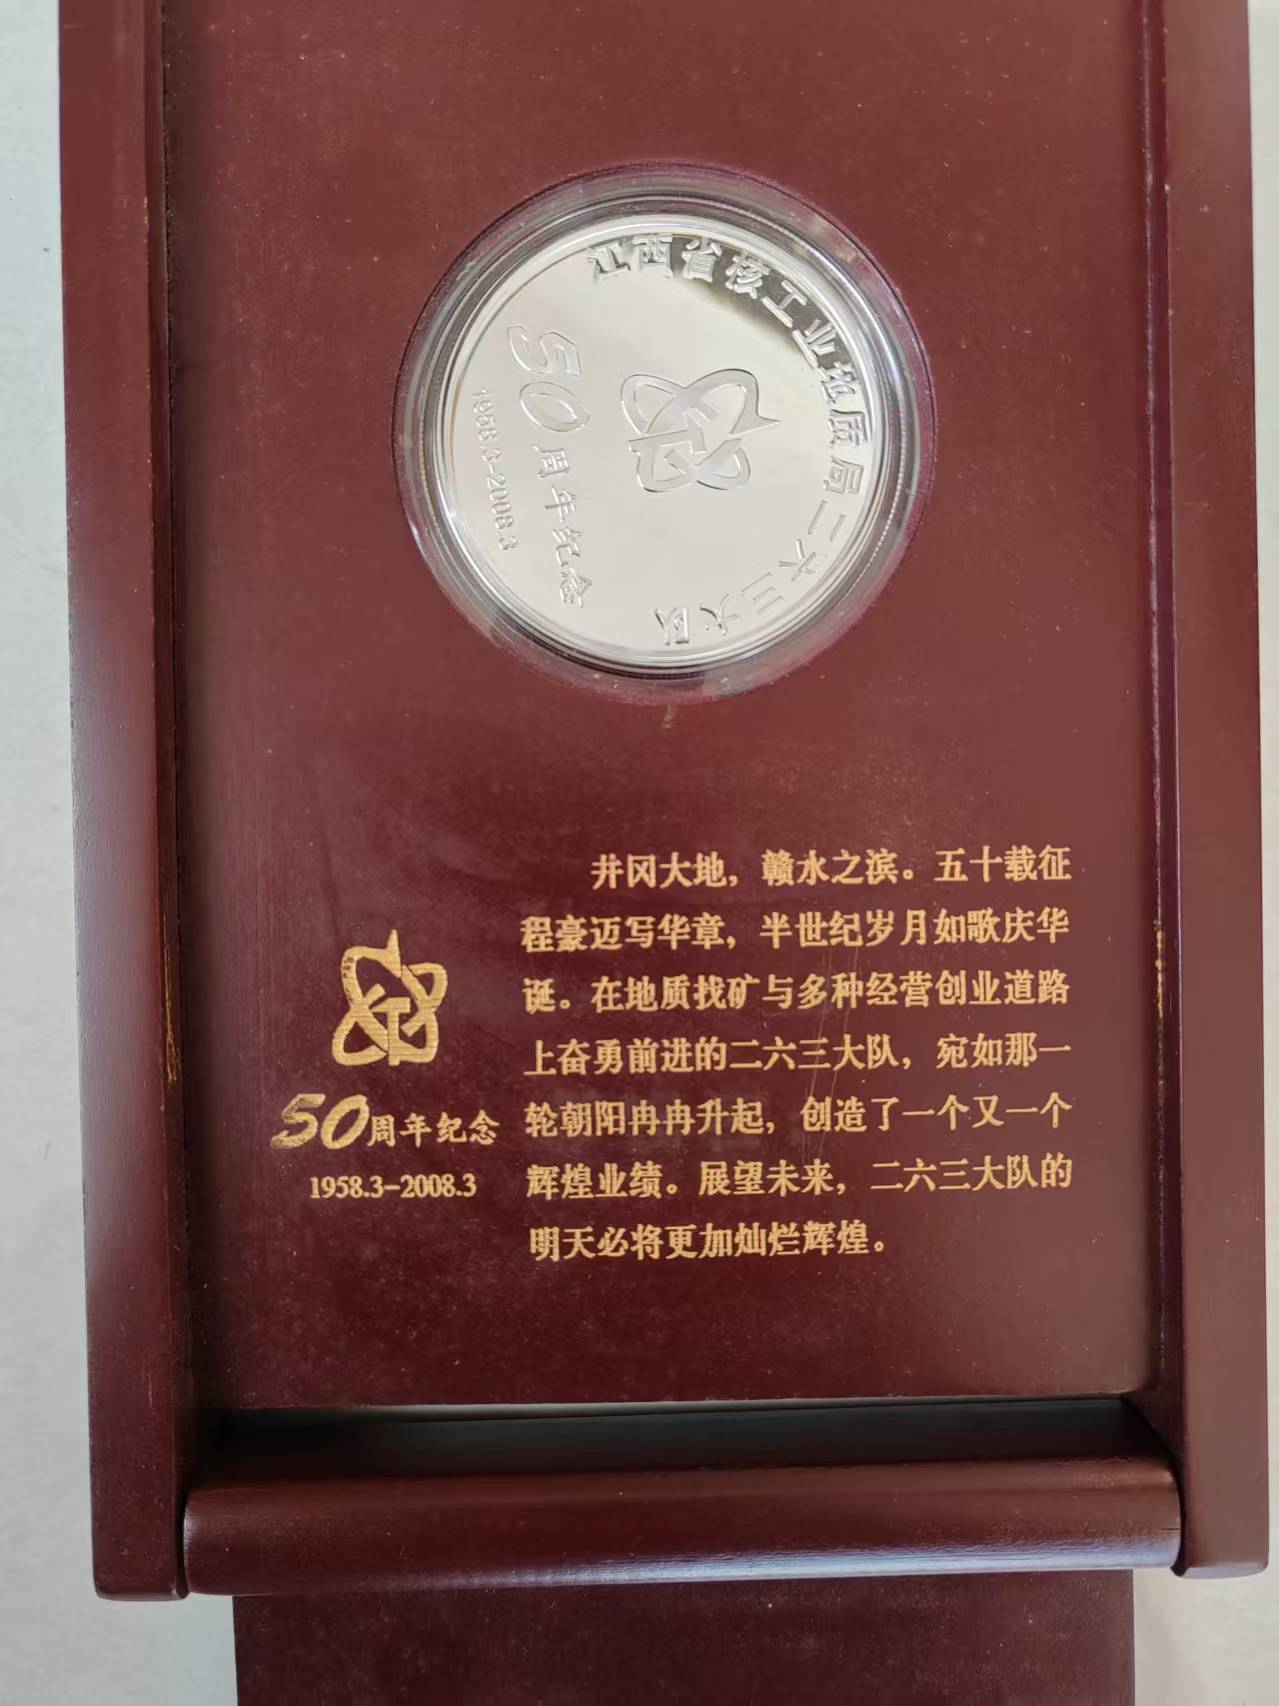 江西省核工业地质局二六三大队
50周年纪念
1958.3-2008.3
井冈大地，赣水之滨。五十载征
程豪迈写华章，半世纪岁月如歌庆华
诞。在地质找矿与多种经营创业道路
上奋勇前进的二六三大队，宛如那一
轮朝阳冉冉升起，创造了一个又一个
辉煌业绩。展望未来，二六三大队的
明天必将更加灿烂辉煌。
50周年纪念
1958.3-2008.3